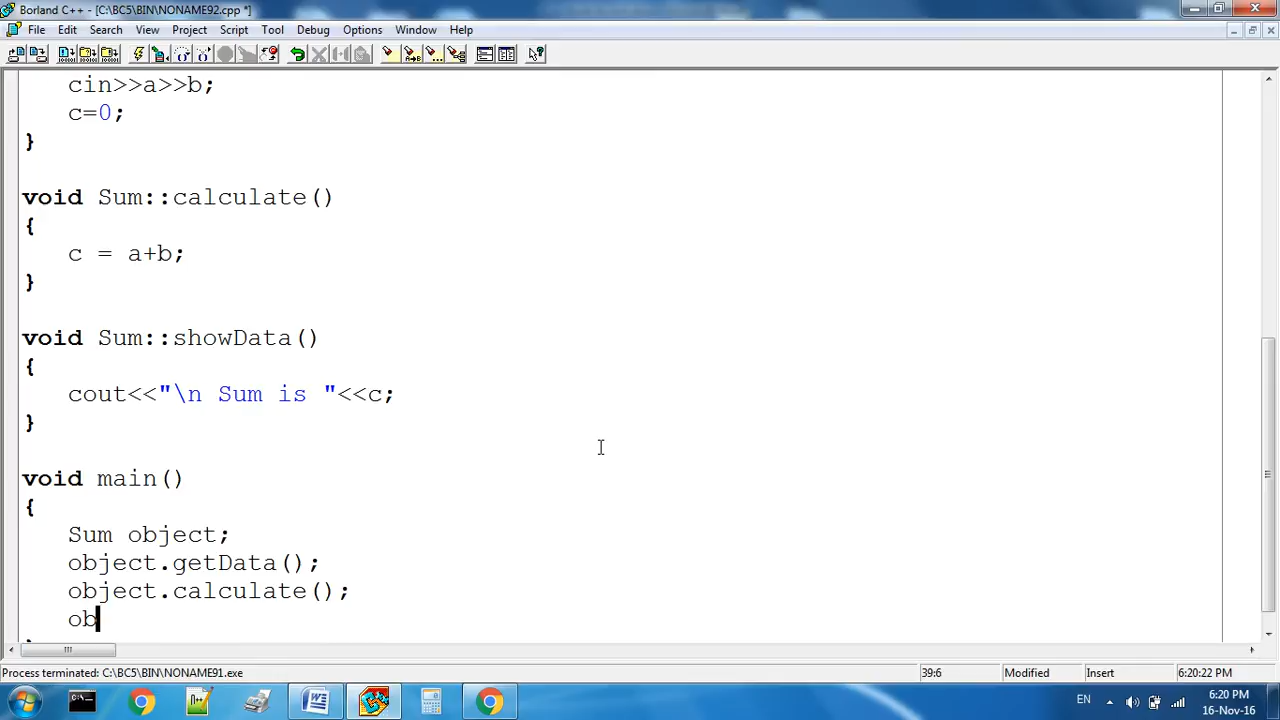 Borland C++ - [C:\BC5\BIN\NONAME92.cpp *]
File Edit Search View Project Script Tool Debug Options Window Help
cin>>a>>b;
c=0;
}
void Sum::calculate()
{
c = a+b;
}
void Sum::showData()
{
cout<<"\n Sum is "<<c;
}
void main()
{
Sum object;
object.getData();
object.calculate();
ob
Process terminated: C:\BC5\BIN\NONAME91.exe 39:6 Modified Insert 6:20:22 PM
EN 6:20 PM
16-Nov-16